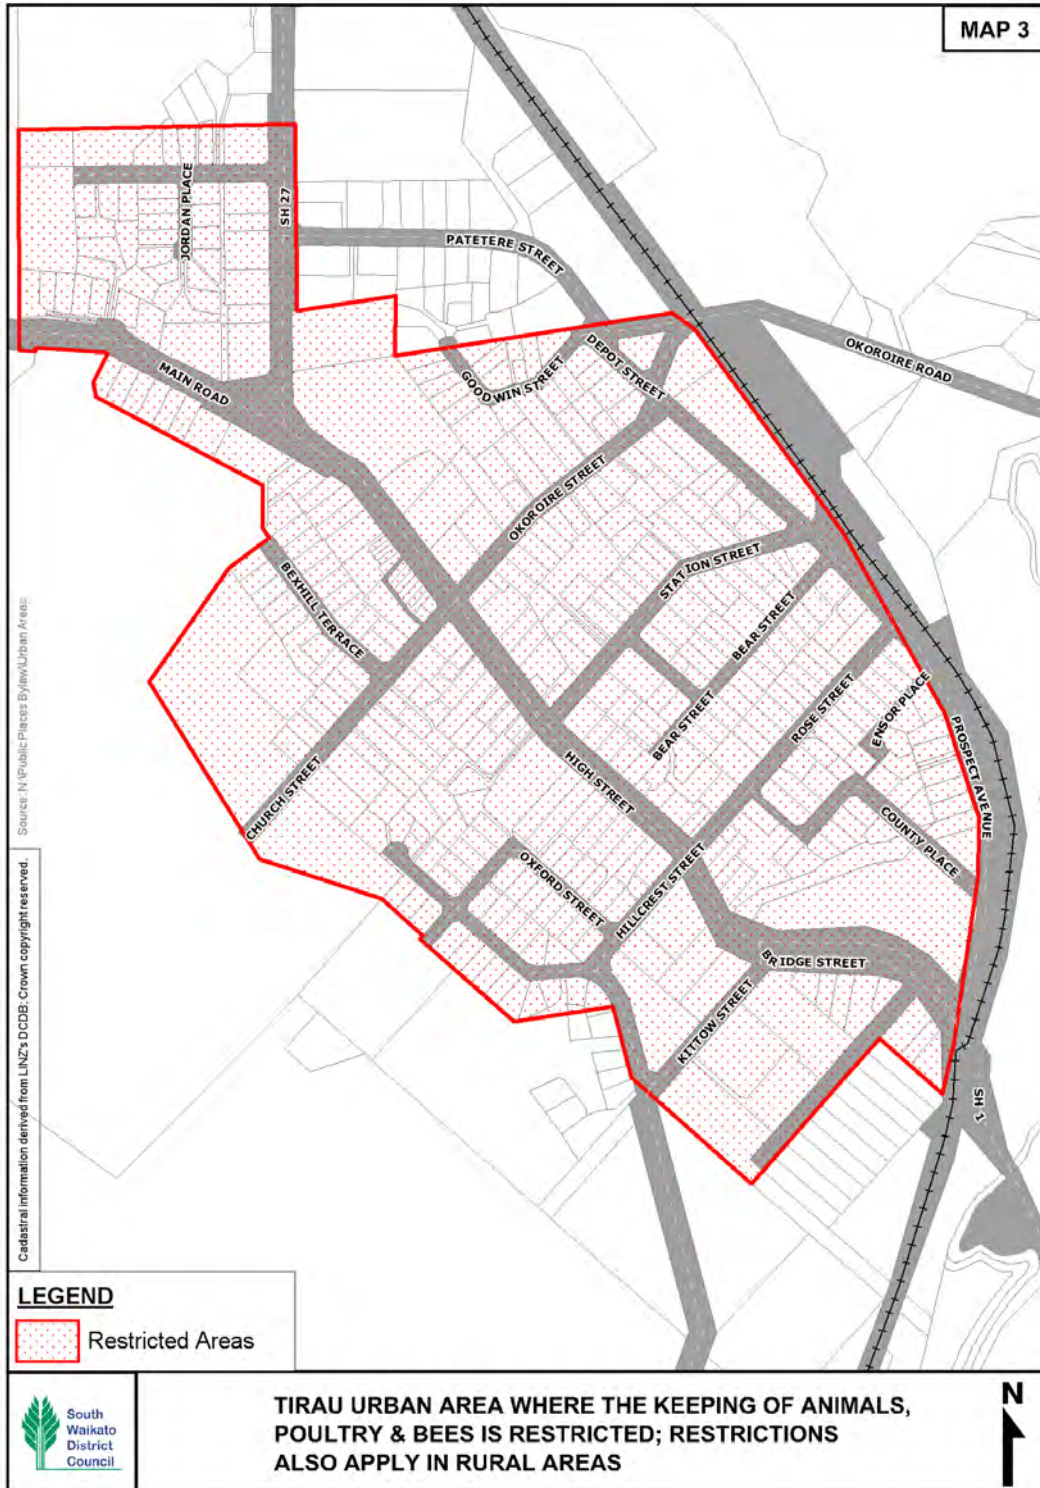 MAP 3
JORDAN PLACE
SH 27
PATETERE STREET
OKOROIRE ROAD
DEPOT STREET
GOODWIN STREET
MAIN ROAD
OKOROIRE STREET
STATION STREET
BEXHILL TERRACE
BEAR STREET
BEAR STREET
ROSE STREET
ENSOR PLACE
PROSPECT AVENUE
HIGH STREET
CHURCH STREET
COUNTY PLACE
OXFORD STREET
HILLCREST STREET
BRIDGE STREET
KITTOW STREET
SH 1
Source: N:\Public Places Bylaw\Urban Areas
Cadastral information derived from LINZ's DCDB; Crown copyright reserved.
LEGEND
Restricted Areas
South
Waikato
District
Council
TIRAU URBAN AREA WHERE THE KEEPING OF ANIMALS,
POULTRY & BEES IS RESTRICTED; RESTRICTIONS
ALSO APPLY IN RURAL AREAS
N